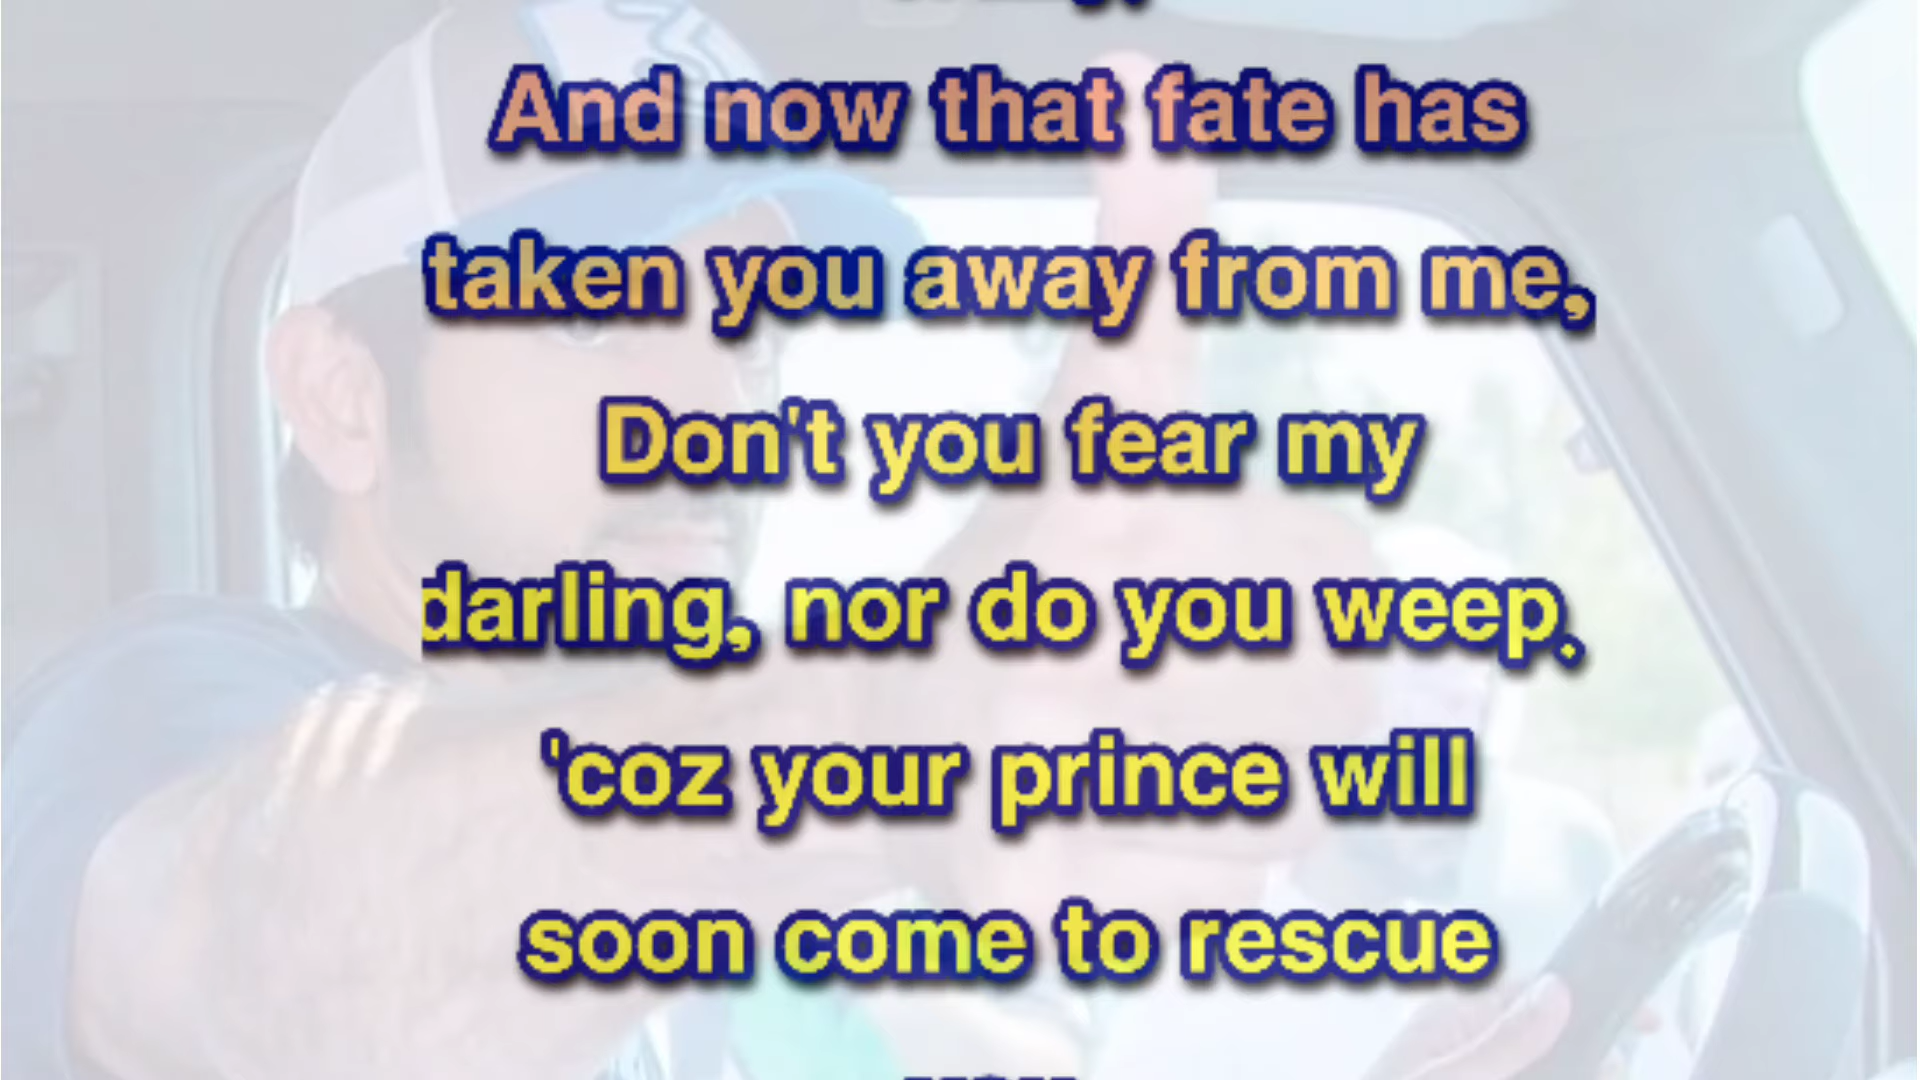 And now that fate has
taken you away from me,
Don't you fear my
darling, nor do you weep.
'coz your prince will
soon come to rescue